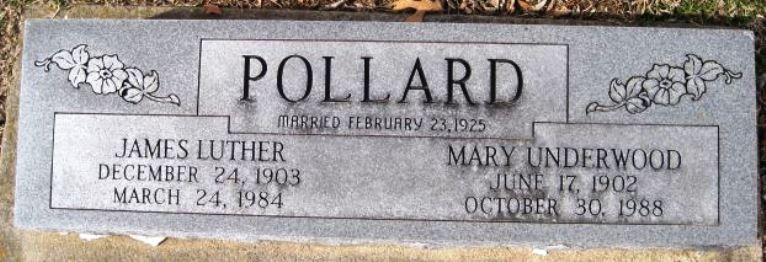 POLLARD
MARRIED FEBRUARY 23, 1925
JAMES LUTHER
DECEMBER 24, 1903
MARCH 24, 1984
MARY UNDERWOOD
JUNE 17, 1902
OCTOBER 30, 1988